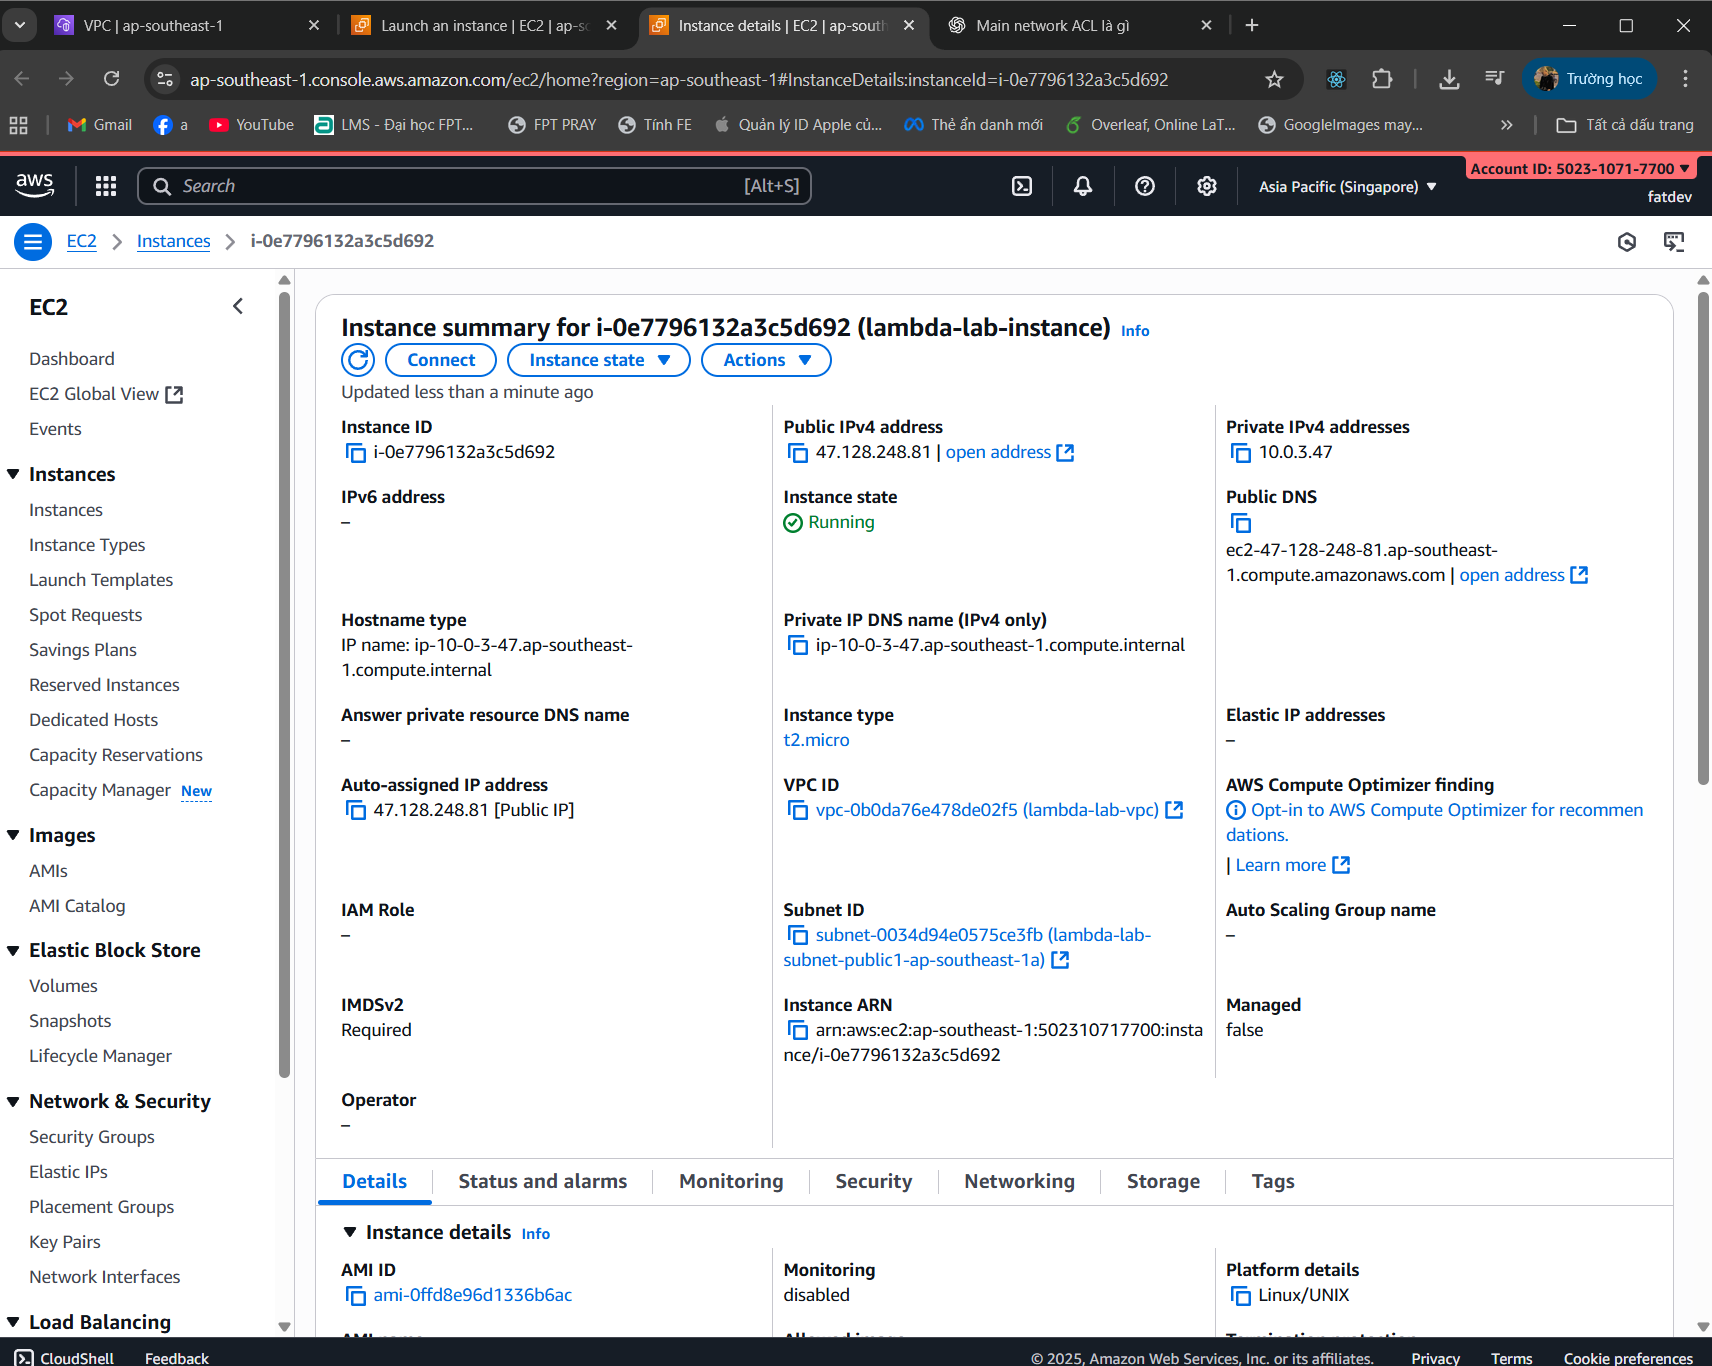 VPC | ap-southeast-1
Launch an instance | EC2 | ap-so
Instance details | EC2 | ap-south
Main network ACL là gì
ap-southeast-1.console.aws.amazon.com/ec2/home?region=ap-southeast-1#InstanceDetails:instanceId=i-0e7796132a3c5d692
Trường học
Gmail
a
YouTube
LMS - Đại học FPT...
FPT PRAY
Tính FE
Quản lý ID Apple củ...
Thẻ ẩn danh mới
Overleaf, Online LaT...
GoogleImages may...
Tất cả dấu trang
aws
Search
[Alt+S]
Asia Pacific (Singapore)
Account ID: 5023-1071-7700
fatdev
EC2
Instances
i-0e7796132a3c5d692
EC2
Dashboard
EC2 Global View
Events
Instances
Instances
Instance Types
Launch Templates
Spot Requests
Savings Plans
Reserved Instances
Dedicated Hosts
Capacity Reservations
Capacity Manager New
Images
AMIs
AMI Catalog
Elastic Block Store
Volumes
Snapshots
Lifecycle Manager
Network & Security
Security Groups
Elastic IPs
Placement Groups
Key Pairs
Network Interfaces
Load Balancing
Instance summary for i-0e7796132a3c5d692 (lambda-lab-instance) Info
Connect
Instance state
Actions
Updated less than a minute ago
Instance ID
i-0e7796132a3c5d692
Public IPv4 address
47.128.248.81 | open address
Private IPv4 addresses
10.0.3.47
IPv6 address
–
Instance state
Running
Public DNS
ec2-47-128-248-81.ap-southeast-
1.compute.amazonaws.com | open address
Hostname type
IP name: ip-10-0-3-47.ap-southeast-
1.compute.internal
Private IP DNS name (IPv4 only)
ip-10-0-3-47.ap-southeast-1.compute.internal
Answer private resource DNS name
–
Instance type
t2.micro
Elastic IP addresses
–
Auto-assigned IP address
47.128.248.81 [Public IP]
VPC ID
vpc-0b0da76e478de02f5 (lambda-lab-vpc)
AWS Compute Optimizer finding
Opt-in to AWS Compute Optimizer for recommen
dations.
| Learn more
IAM Role
–
Subnet ID
subnet-0034d94e0575ce3fb (lambda-lab-
subnet-public1-ap-southeast-1a)
Auto Scaling Group name
–
IMDSv2
Required
Instance ARN
arn:aws:ec2:ap-southeast-1:502310717700:insta
nce/i-0e7796132a3c5d692
Managed
false
Operator
–
Details
Status and alarms
Monitoring
Security
Networking
Storage
Tags
Instance details Info
AMI ID
ami-0ffd8e96d1336b6ac
Monitoring
disabled
Platform details
Linux/UNIX
CloudShell
Feedback
© 2025, Amazon Web Services, Inc. or its affiliates.
Privacy
Terms
Cookie preferences